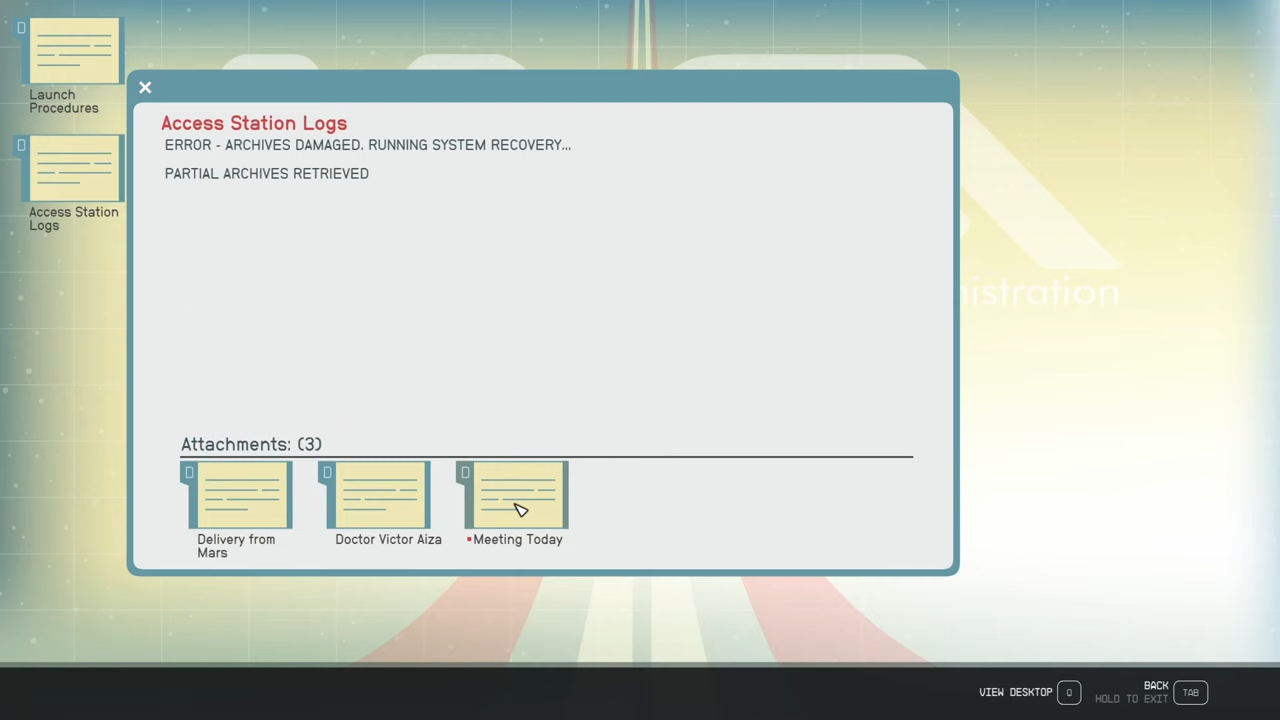 Launch
Procedures
Access Station
Logs
Access Station Logs
ERROR - ARCHIVES DAMAGED. RUNNING SYSTEM RECOVERY...
PARTIAL ARCHIVES RETRIEVED
Attachments: (3)
Delivery from
Mars
Doctor Victor Aiza
Meeting Today
nistration
VIEW DESKTOP Q
BACK
HOLD TO EXIT TAB